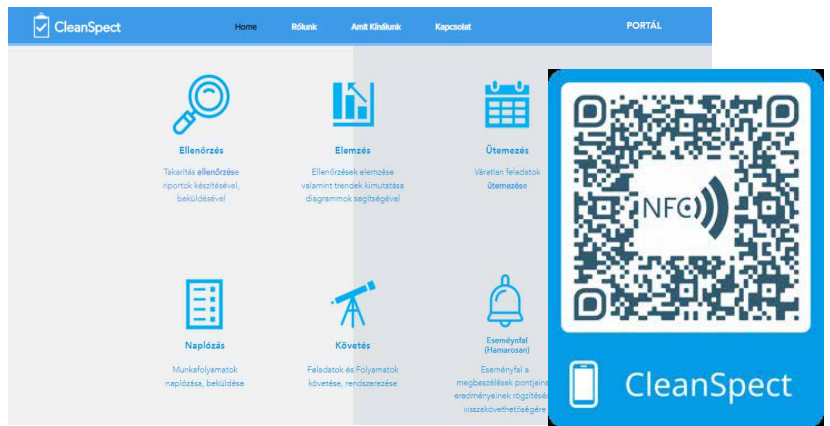 CleanSpect
Home
Rólunk
Amit Kínálunk
Kapcsolat
PORTÁL
Ellenőrzés
Takarítás ellenőrzése
riportok készítésével,
beküldésével
Elemzés
Ellenőrzések elemzése
valamint trendek kimutatása
diagrammok segítségével
Ütemezés
Váratlan feladatok
ütemezése
Naplózás
Munkafolyamatok
naplózása, beküldése
Követés
Feladatok és Folyamatok
követése, rendszerezése
Eseményfal
(Hamarosan)
Eseményfal a
megbeszélések pontjaina
eredményeinek rögzítésér
visszakövethetőségére
NFC
CleanSpect